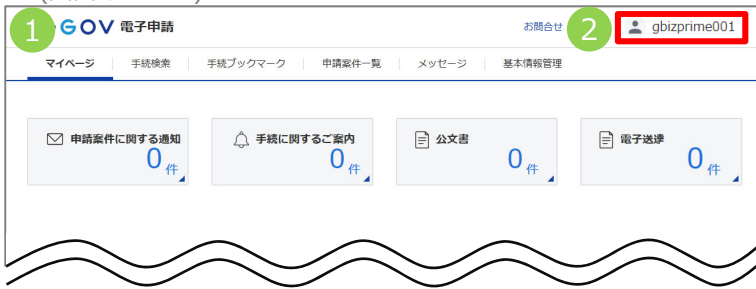 1 GOV 電子申請 お問合せ 2 gbizprime001
マイページ 手続検索 手続ブックマーク 申請案件一覧 メッセージ 基本情報管理
申請案件に関する通知 手続に関するご案内 公文書 電子送達
0件 0件 0件 0件